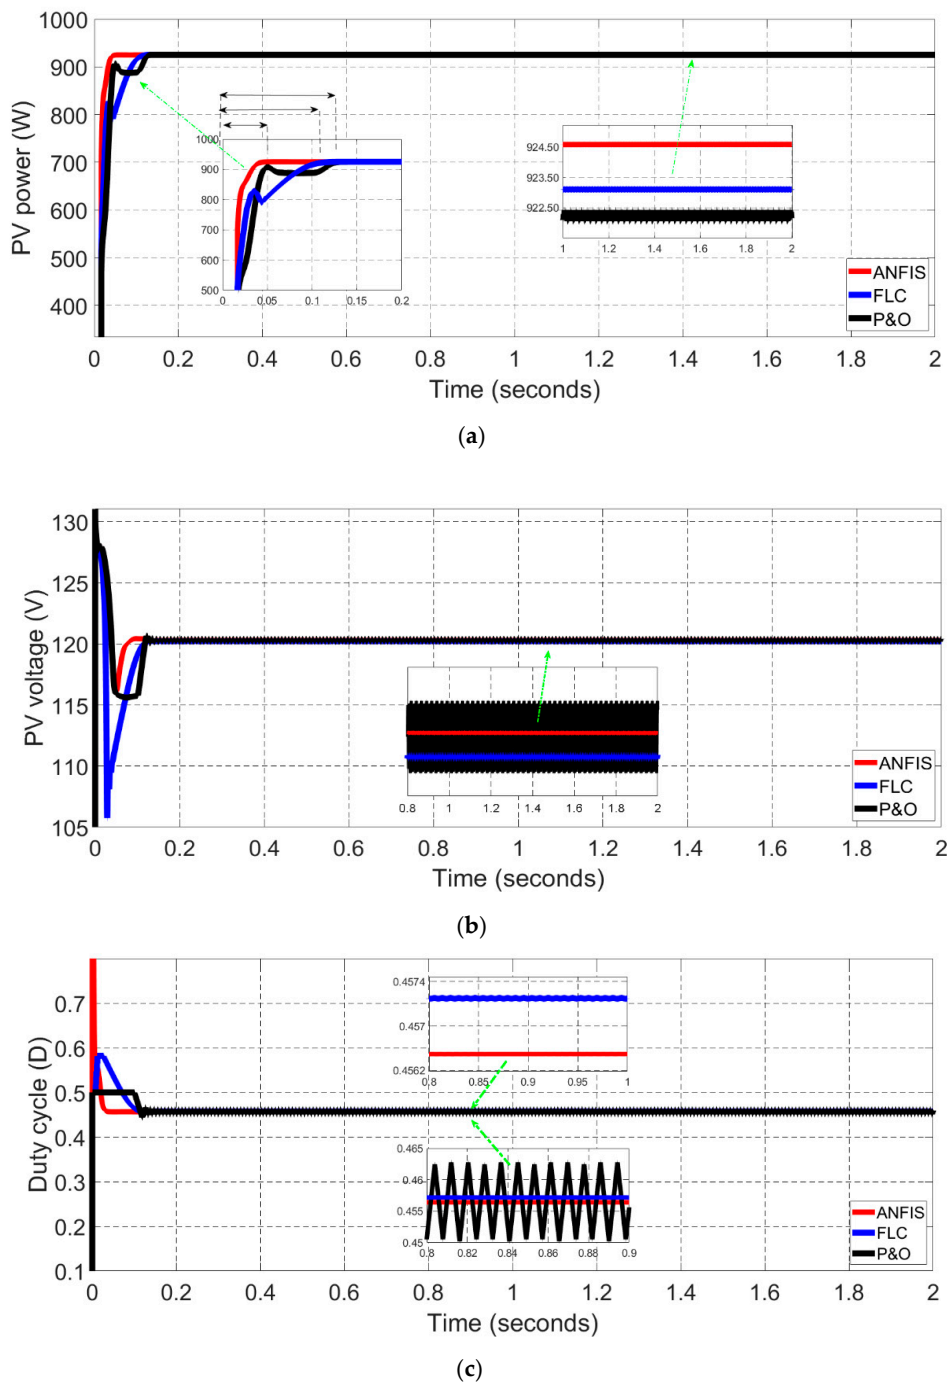 1000
900
800
700
600
500
400
PV power (W)
1000
900
800
700
600
500
0 0.05 0.1 0.15 0.2
924.50
923.50
922.50
1 1.2 1.4 1.6 1.8 2
ANFIS
FLC
P&O
0 0.2 0.4 0.6 0.8 1 1.2 1.4 1.6 1.8 2
Time (seconds)
(a)
130
125
120
115
110
105
PV voltage (V)
0.8 1 1.2 1.4 1.6 1.8 2
ANFIS
FLC
P&O
0 0.2 0.4 0.6 0.8 1 1.2 1.4 1.6 1.8 2
Time (seconds)
(b)
0.7
0.6
0.5
0.4
0.3
0.2
0.1
Duty cycle (D)
0.4574
0.457
0.4562
0.8 0.85 0.9 0.95 1
0.465
0.46
0.455
0.45
0.8 0.82 0.84 0.86 0.88 0.9
ANFIS
FLC
P&O
0 0.2 0.4 0.6 0.8 1 1.2 1.4 1.6 1.8 2
Time (seconds)
(c)